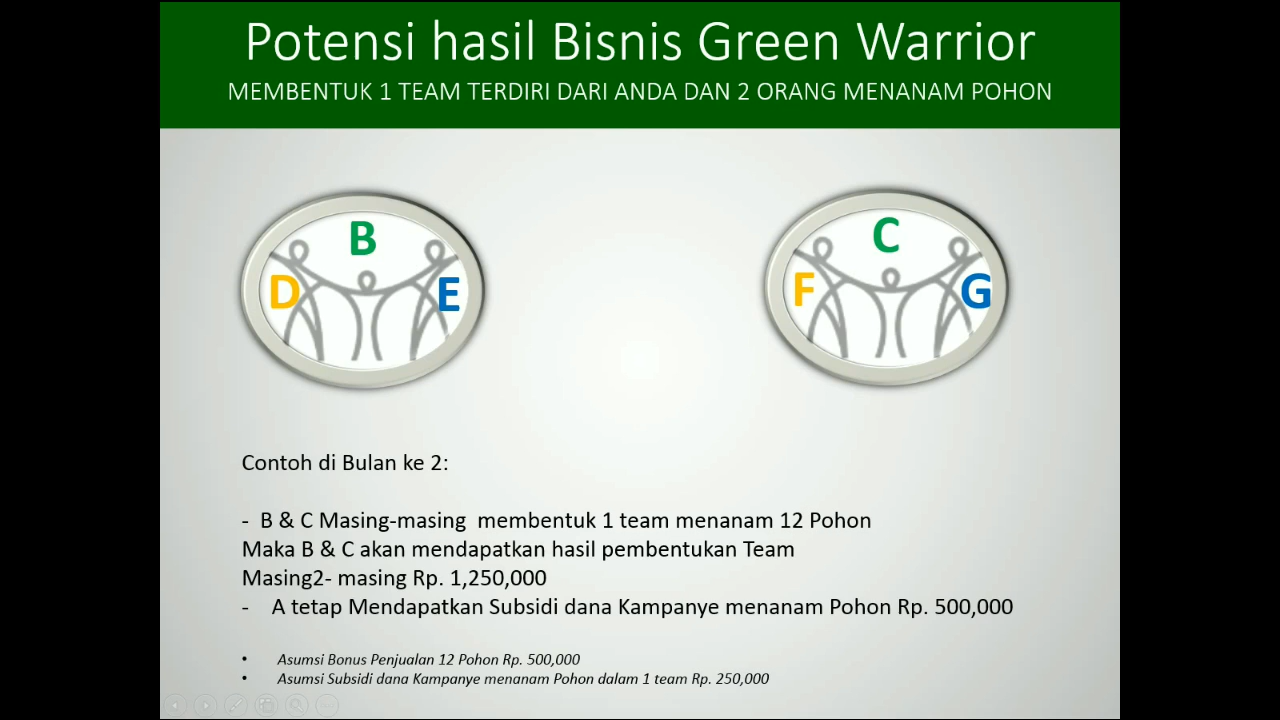 Potensi hasil Bisnis Green Warrior
MEMBENTUK 1 TEAM TERDIRI DARI ANDA DAN 2 ORANG MENANAM POHON
B
D
E
C
F
G
Contoh di Bulan ke 2:
- B & C Masing-masing membentuk 1 team menanam 12 Pohon
Maka B & C akan mendapatkan hasil pembentukan Team
Masing2- masing Rp. 1,250,000
- A tetap Mendapatkan Subsidi dana Kampanye menanam Pohon Rp. 500,000
• Asumsi Bonus Penjualan 12 Pohon Rp. 500,000
• Asumsi Subsidi dana Kampanye menanam Pohon dalam 1 team Rp. 250,000